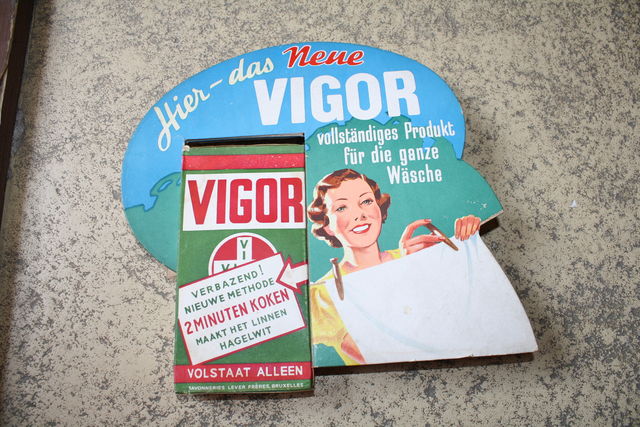 Hier - das Neue
VIGOR
vollständiges Produkt
für die ganze
Wäsche
VIGOR
VERBAZEND!
NIEUWE METHODE
2 MINUTEN KOKEN
MAAKT HET LINNEN
HAGELWIT
VOLSTAAT ALLEEN
SAVONNERIES LEVER FRÈRES, BRUXELLES